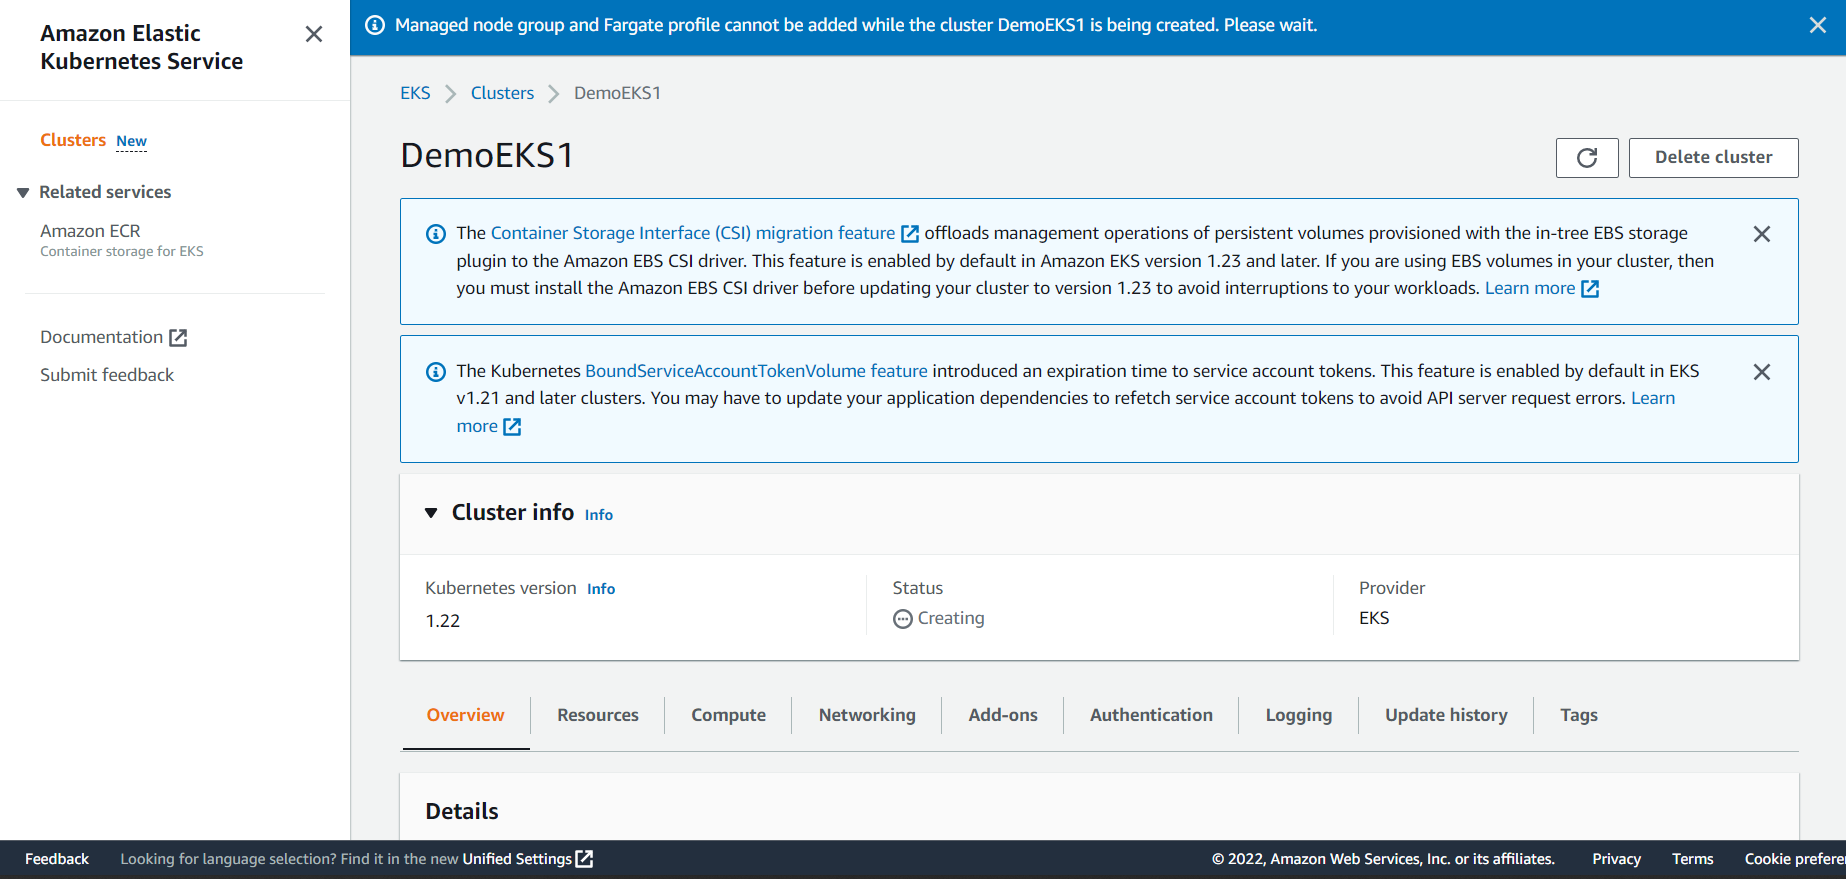 Amazon Elastic
Kubernetes Service
Clusters New
Related services
Amazon ECR
Container storage for EKS
Documentation
Submit feedback
Managed node group and Fargate profile cannot be added while the cluster DemoEKS1 is being created. Please wait.
EKS > Clusters > DemoEKS1
DemoEKS1
Delete cluster
The Container Storage Interface (CSI) migration feature offloads management operations of persistent volumes provisioned with the in-tree EBS storage
plugin to the Amazon EBS CSI driver. This feature is enabled by default in Amazon EKS version 1.23 and later. If you are using EBS volumes in your cluster, then
you must install the Amazon EBS CSI driver before updating your cluster to version 1.23 to avoid interruptions to your workloads. Learn more
The Kubernetes BoundServiceAccountTokenVolume feature introduced an expiration time to service account tokens. This feature is enabled by default in EKS
v1.21 and later clusters. You may have to update your application dependencies to refetch service account tokens to avoid API server request errors. Learn
more
Cluster info Info
Kubernetes version Info
1.22
Status
Creating
Provider
EKS
Overview Resources Compute Networking Add-ons Authentication Logging Update history Tags
Details
Feedback Looking for language selection? Find it in the new Unified Settings © 2022, Amazon Web Services, Inc. or its affiliates. Privacy Terms Cookie prefere